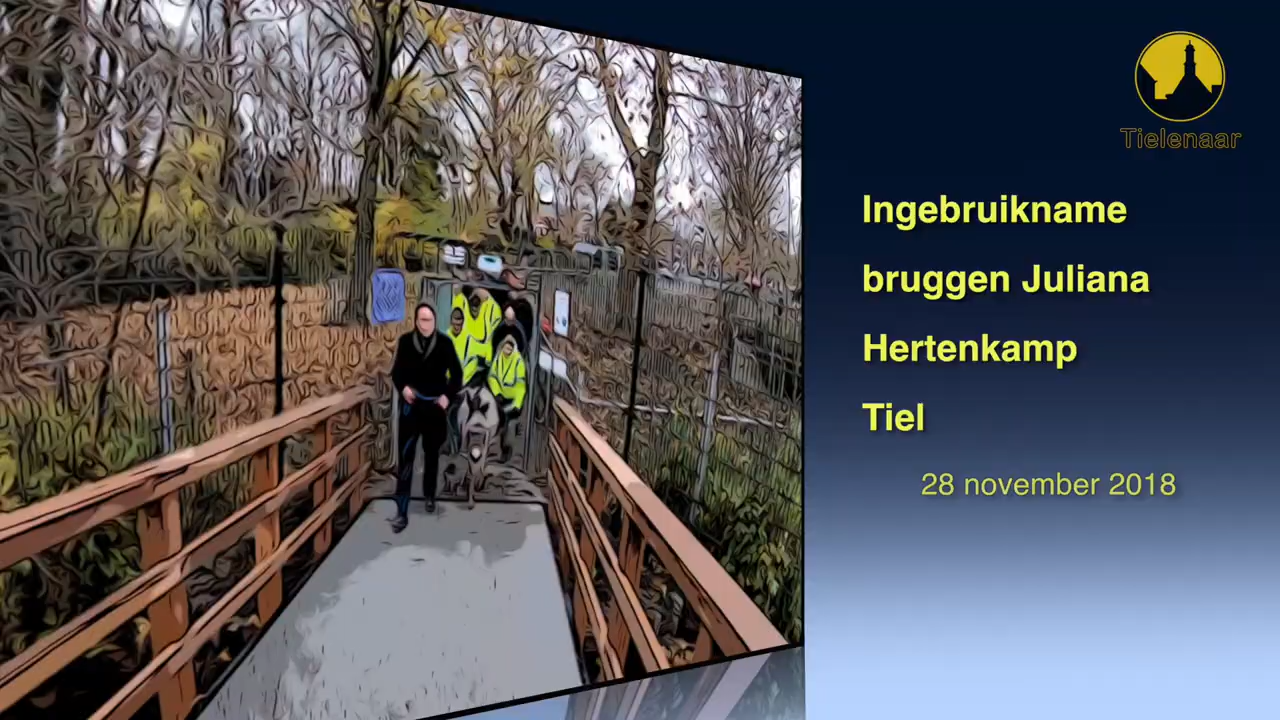 Tielenaar
Ingebruikname
bruggen Juliana
Hertenkamp
Tiel
28 november 2018